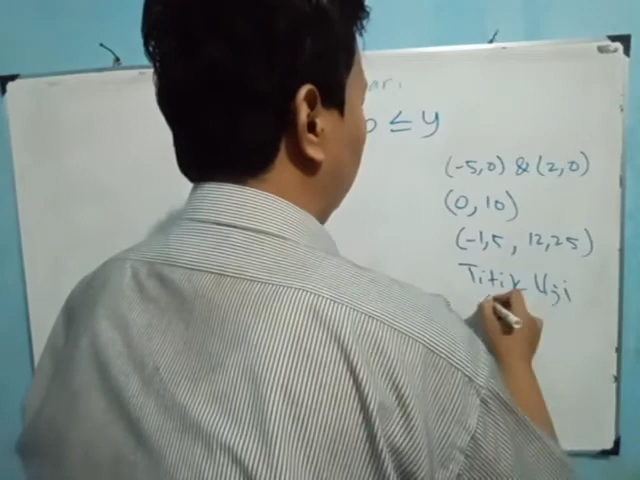 ≤ y
(-5,0) & (2,0)
(0, 10)
(-1,5 , 12,25)
Titik Uji